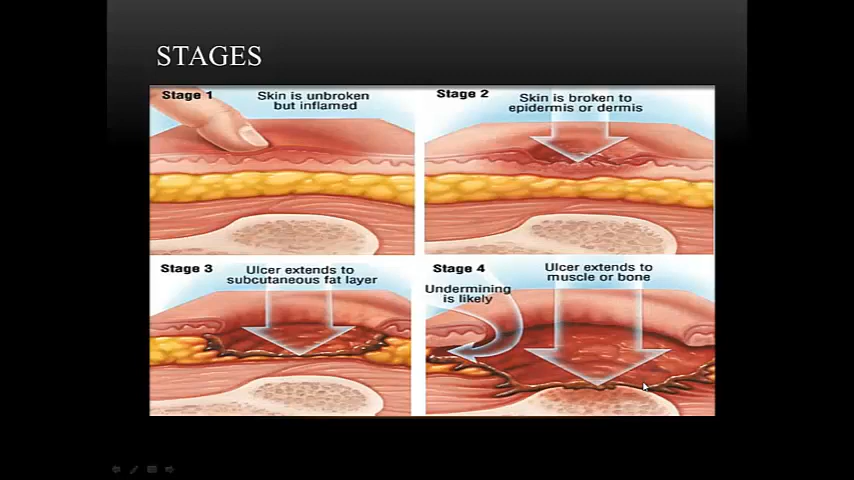 STAGES
Stage 1
Skin is unbroken
but inflamed
Stage 2
Skin is broken to
epidermis or dermis
Stage 3
Ulcer extends to
subcutaneous fat layer
Stage 4
Undermining
is likely
Ulcer extends to
muscle or bone